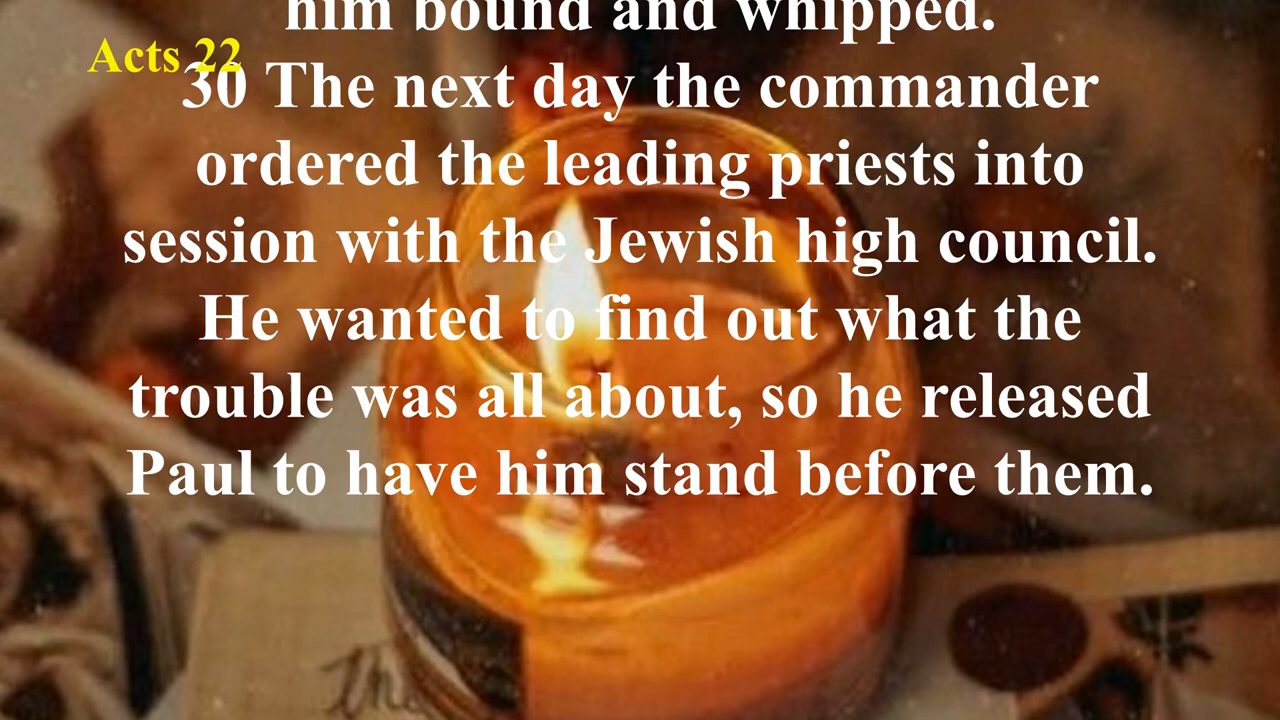 him bound and whipped.
Acts 22
30 The next day the commander
ordered the leading priests into
session with the Jewish high council.
He wanted to find out what the
trouble was all about, so he released
Paul to have him stand before them.
the